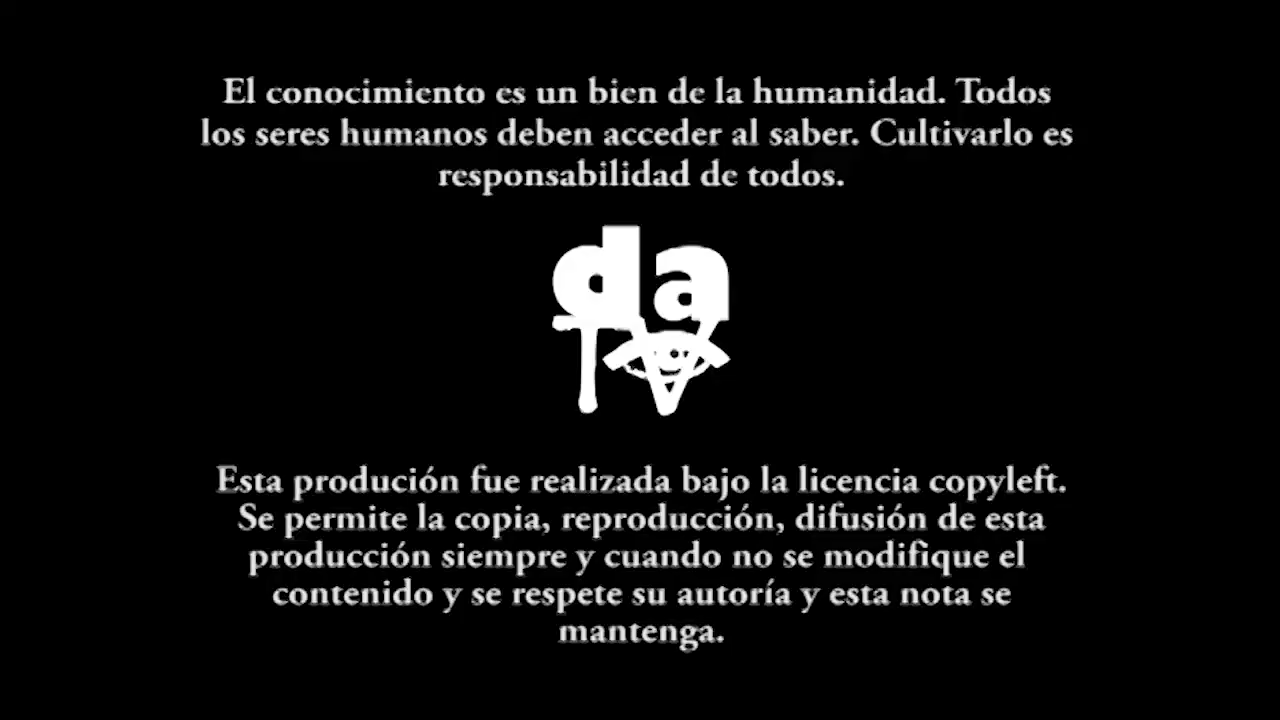 El conocimiento es un bien de la humanidad. Todos
los seres humanos deben acceder al saber. Cultivarlo es
responsabilidad de todos.
da
TV
Esta produción fue realizada bajo la licencia copyleft.
Se permite la copia, reproducción, difusión de esta
producción siempre y cuando no se modifique el
contenido y se respete su autoría y esta nota se
mantenga.